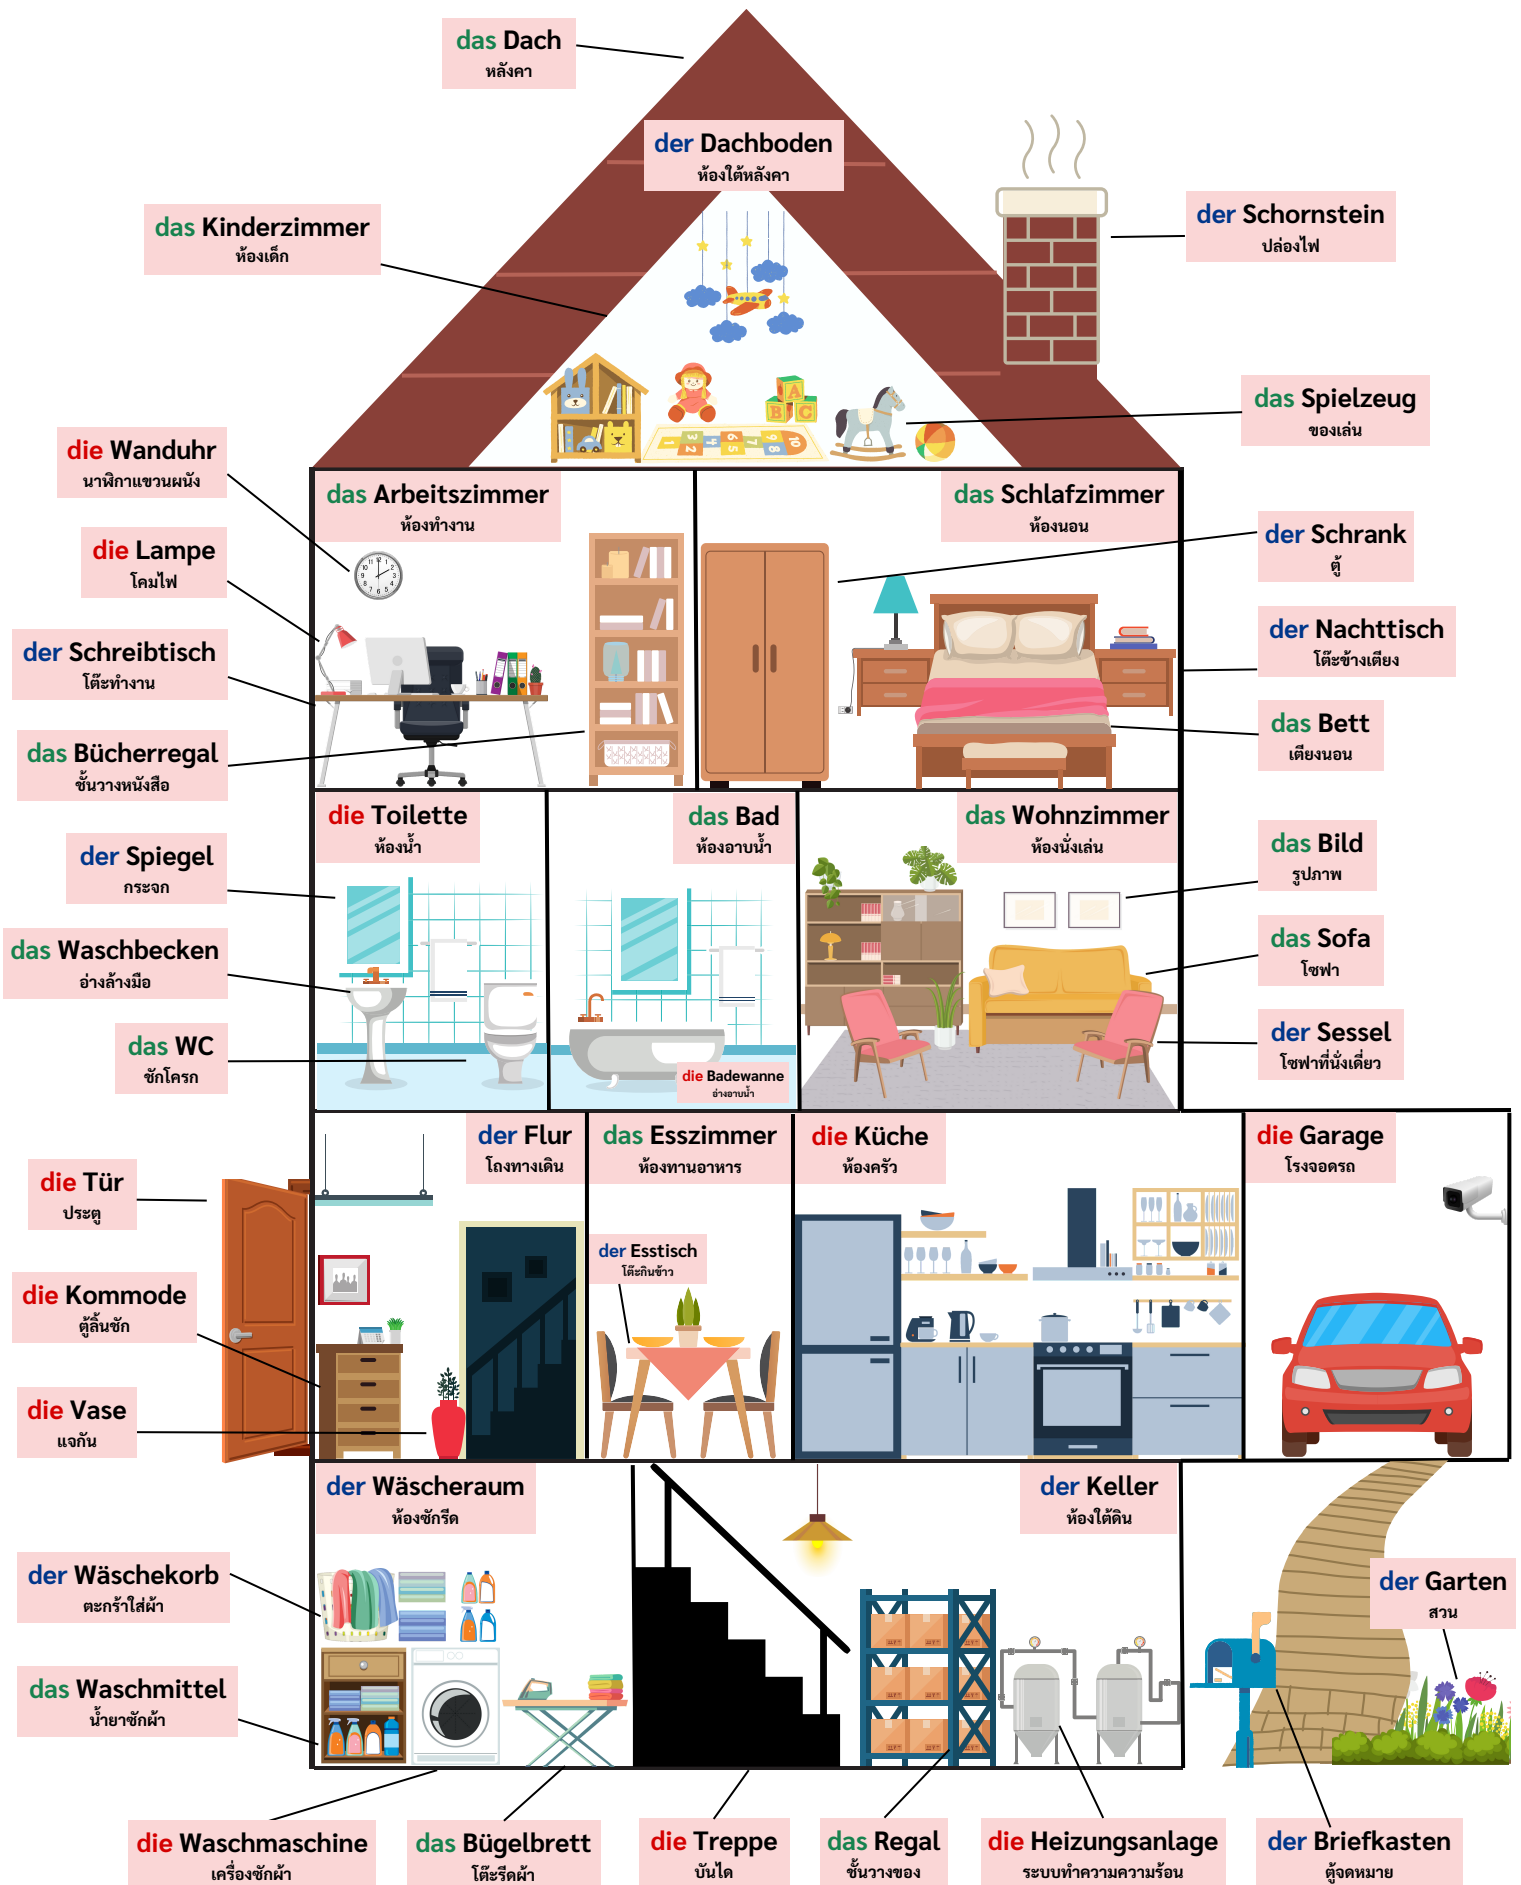 das Dach
หลังคา
der Dachboden
ห้องใต้หลังคา
das Kinderzimmer
ห้องเด็ก
der Schornstein
ปล่องไฟ
das Spielzeug
ของเล่น
A
B C
1 2 3 4 5 6 7 8 9 10
die Wanduhr
นาฬิกาแขวนผนัง
das Arbeitszimmer
ห้องทำงาน
das Schlafzimmer
ห้องนอน
die Lampe
โคมไฟ
der Schrank
ตู้
der Schreibtisch
โต๊ะทำงาน
der Nachttisch
โต๊ะข้างเตียง
das Bücherregal
ชั้นวางหนังสือ
das Bett
เตียงนอน
die Toilette
ห้องน้ำ
das Bad
ห้องอาบน้ำ
das Wohnzimmer
ห้องนั่งเล่น
der Spiegel
กระจก
das Bild
รูปภาพ
das Waschbecken
อ่างล้างมือ
das Sofa
โซฟา
das WC
ชักโครก
die Badewanne
อ่างอาบน้ำ
der Sessel
โซฟาที่นั่งเดี่ยว
der Flur
โถงทางเดิน
das Esszimmer
ห้องทานอาหาร
die Küche
ห้องครัว
die Garage
โรงจอดรถ
die Tür
ประตู
der Esstisch
โต๊ะกินข้าว
die Kommode
ตู้ลิ้นชัก
die Vase
แจกัน
der Wäscheraum
ห้องซักรีด
der Keller
ห้องใต้ดิน
der Wäschekorb
ตะกร้าใส่ผ้า
der Garten
สวน
das Waschmittel
น้ำยาซักผ้า
die Waschmaschine
เครื่องซักผ้า
das Bügelbrett
โต๊ะรีดผ้า
die Treppe
บันได
das Regal
ชั้นวางของ
die Heizungsanlage
ระบบทำความความร้อน
der Briefkasten
ตู้จดหมาย